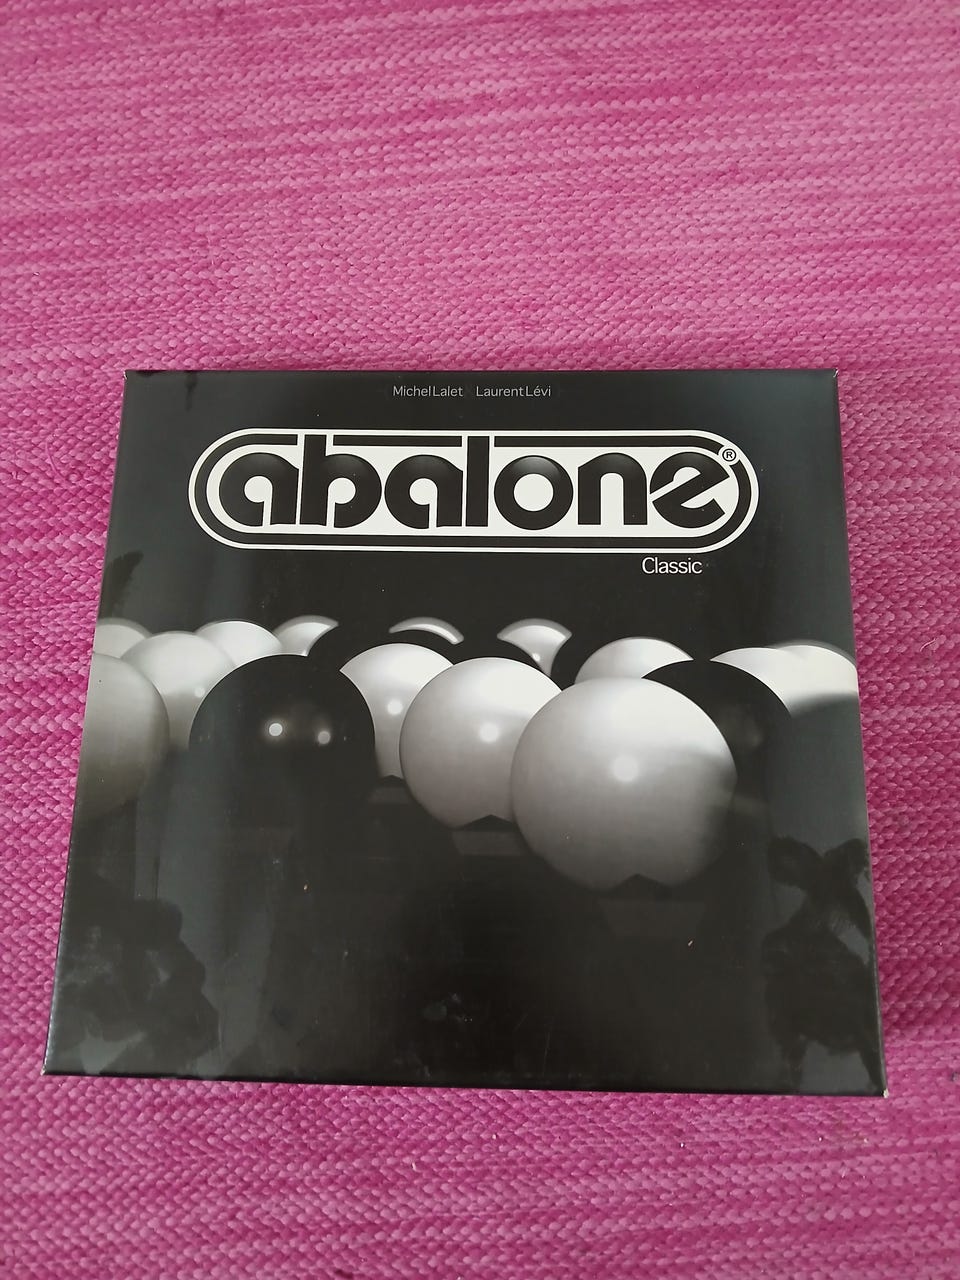 Michel Lalet Laurent Lévi
abalone®
Classic